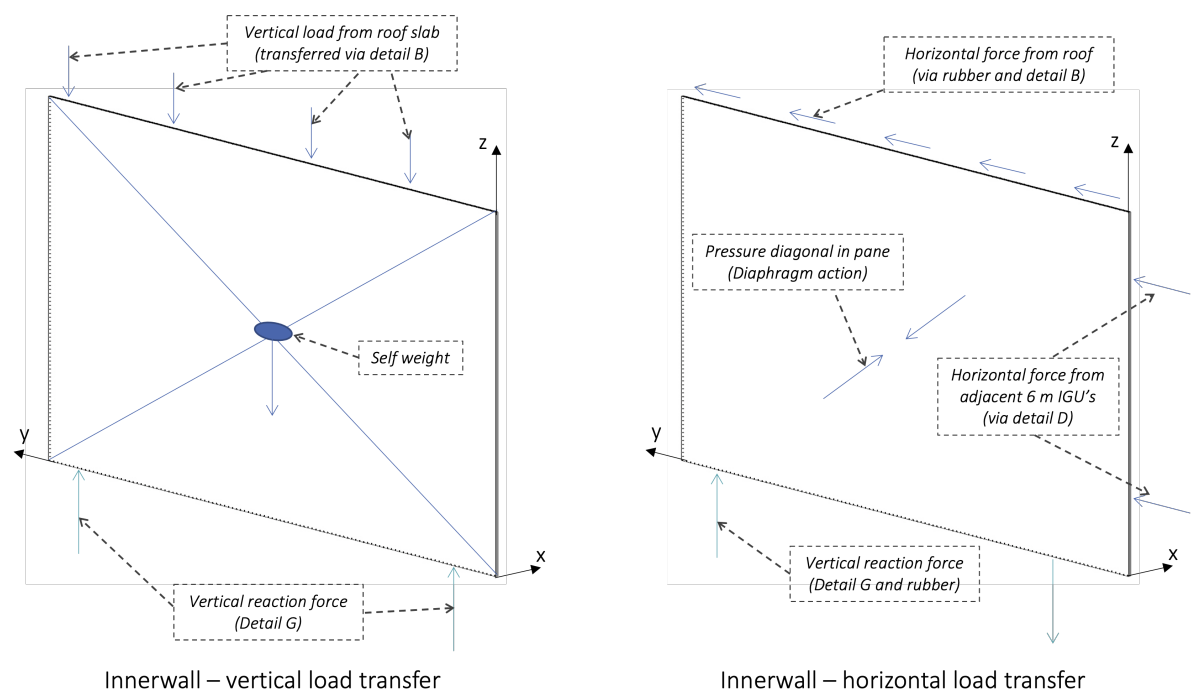 Vertical load from roof slab
(transferred via detail B)
z
Self weight
y
x
Vertical reaction force
(Detail G)
Innerwall – vertical load transfer
Horizontal force from roof
(via rubber and detail B)
z
Pressure diagonal in pane
(Diaphragm action)
Horizontal force from
adjacent 6 m IGU's
(via detail D)
y
x
Vertical reaction force
(Detail G and rubber)
Innerwall – horizontal load transfer